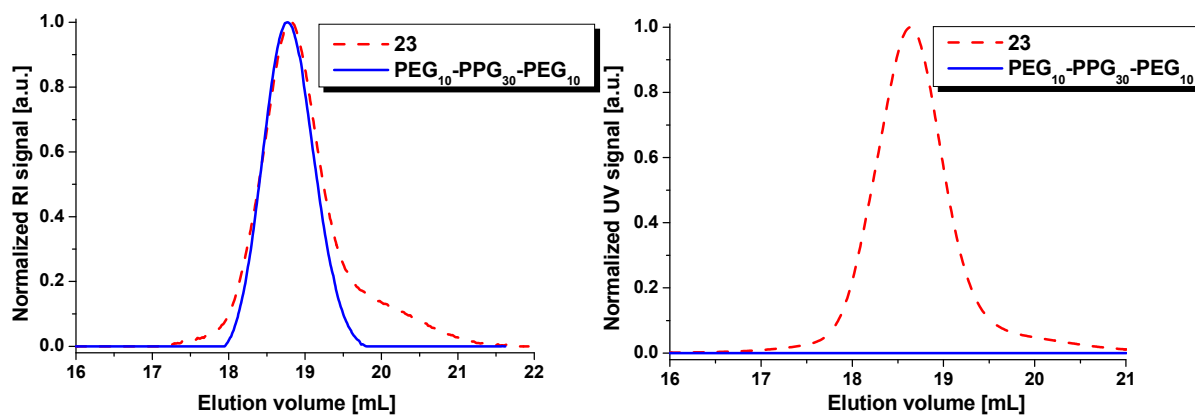 Normalized RI signal [a.u.]
1.0
0.8
0.6
0.4
0.2
0.0
16 17 18 19 20 21 22
Elution volume [mL]
23
PEG₁₀-PPG₃₀-PEG₁₀
Normalized UV signal [a.u.]
1.0
0.8
0.6
0.4
0.2
0.0
16 17 18 19 20 21
Elution volume [mL]
23
PEG₁₀-PPG₃₀-PEG₁₀